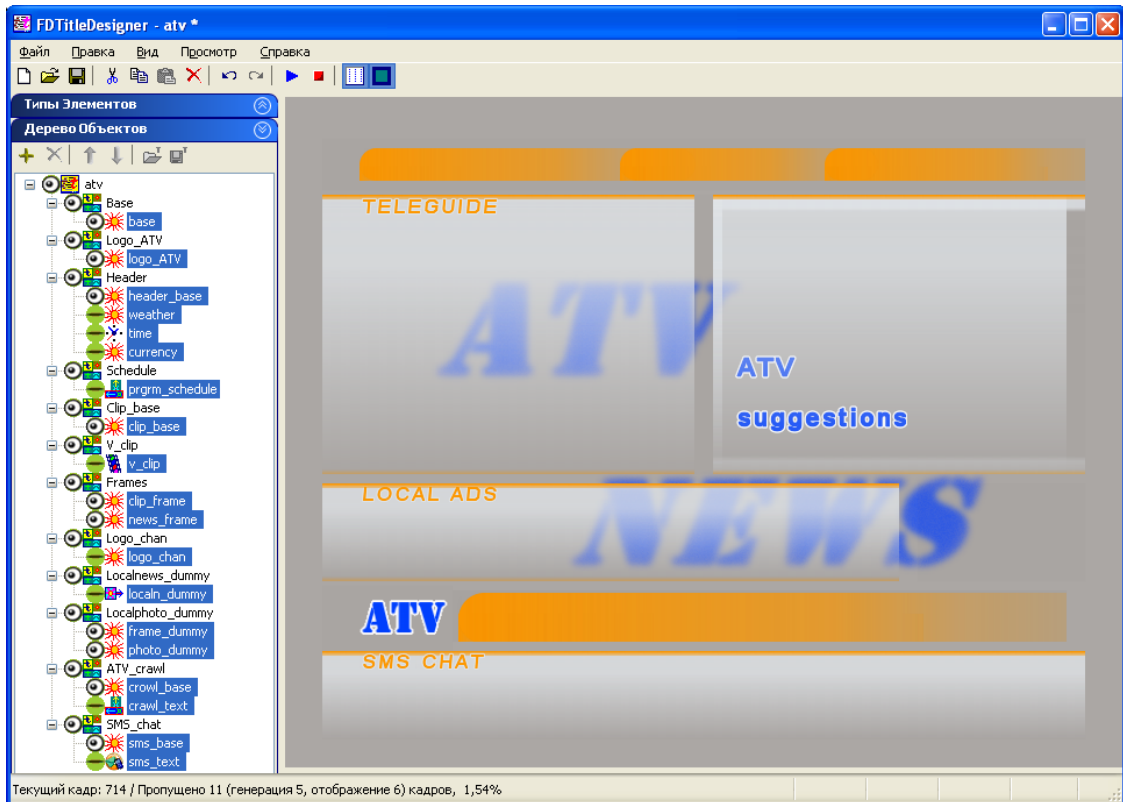 FDTitleDesigner - atv *
Файл Правка Вид Просмотр Справка
Типы Элементов
Дерево Объектов
atv
Base
base
Logo_ATV
logo_ATV
Header
header_base
weather
time
currency
Schedule
prgrm_schedule
Clip_base
clip_base
V_clip
v_clip
Frames
clip_frame
news_frame
Logo_chan
logo_chan
Localnews_dummy
localn_dummy
Localphoto_dummy
frame_dummy
photo_dummy
ATV_crawl
crowl_base
crawl_text
SMS_chat
sms_base
sms_text
TELEGUIDE
ATV
ATV
suggestions
LOCAL ADS
NEWS
ATV
SMS CHAT
Текущий кадр: 714 / Пропущено 11 (генерация 5, отображение 6) кадров, 1,54%